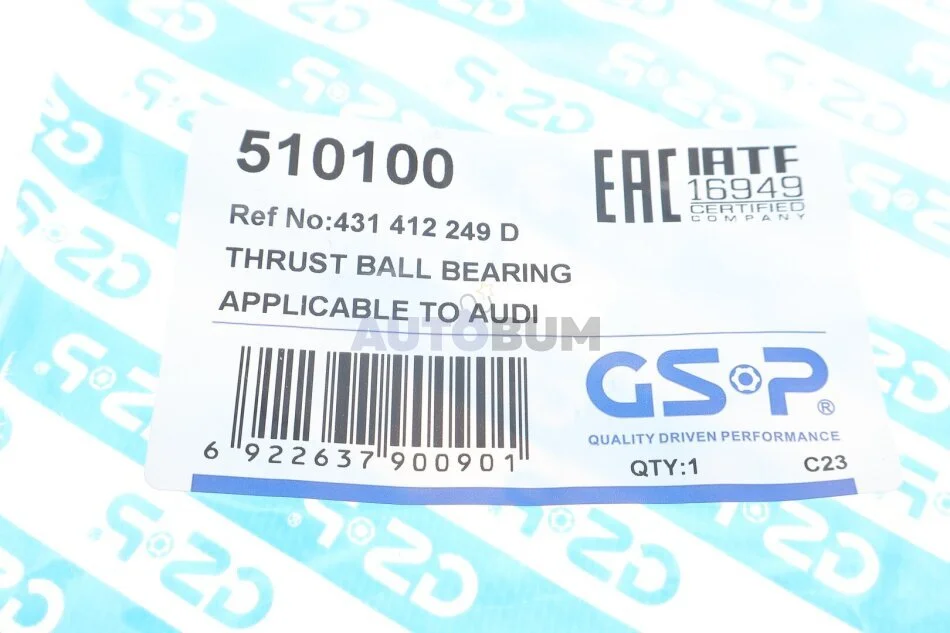 510100
Ref No:431 412 249 D
THRUST BALL BEARING
APPLICABLE TO AUDI
EAC
IATF
16949
CERTIFIED
COMPANY
AUTOBUM
6 922637 900901
GSP®
QUALITY DRIVEN PERFORMANCE
QTY:1 C23